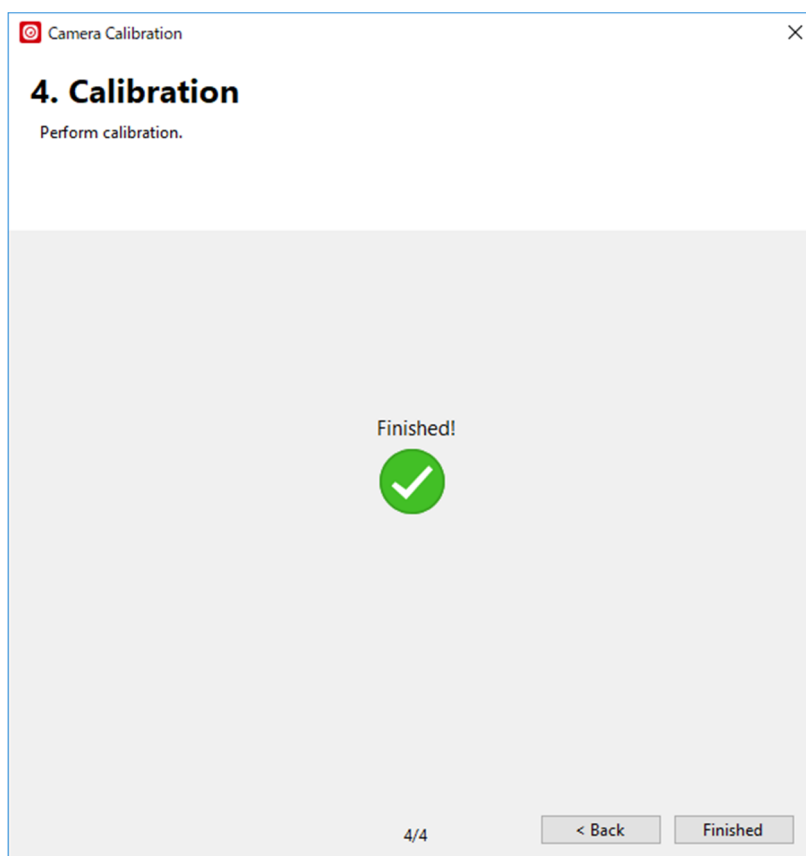 Camera Calibration
4. Calibration
Perform calibration.
Finished!
4/4
< Back
Finished